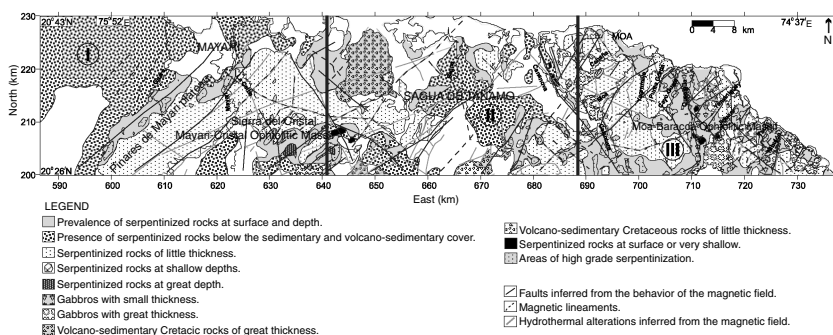 230
20°43'N
75°52'E
MAYARI
MOA
0 4 8 km
74°37'E
N
I
220
North (km)
210
Pinares de Mayari plateau
Sierra del Cristal
Mayari-Cristal Ophiolitic Massif
SAGUA DE TANAMO
II
Moa-Baracoa Ophiolitic Massif
III
20°26'N
200
590 600 610 620 630 640 650 660 670 680 690 700 710 720 730
East (km)
LEGEND
Prevalence of serpentinized rocks at surface and depth.
Presence of serpentinized rocks below the sedimentary and volcano-sedimentary cover.
Serpentinized rocks of little thickness.
Serpentinized rocks at shallow depths.
Serpentinized rocks at great depth.
Gabbros with small thickness.
Gabbros with great thickness.
Volcano-sedimentary Cretacic rocks of great thickness.
Volcano-sedimentary Cretaceous rocks of little thickness.
Serpentinized rocks at surface or very shallow.
Areas of high grade serpentinization.
Faults inferred from the behavior of the magnetic field.
Magnetic lineaments.
Hydrothermal alterations inferred from the magnetic field.